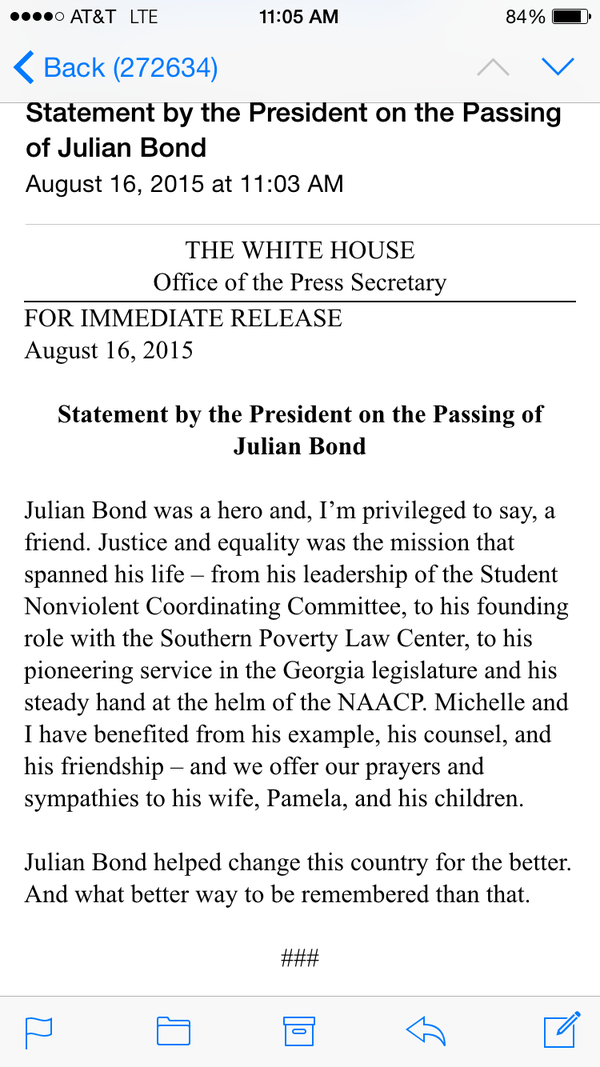 AT&T LTE 11:05 AM 84%
Back (272634)
Statement by the President on the Passing
of Julian Bond
August 16, 2015 at 11:03 AM
THE WHITE HOUSE
Office of the Press Secretary
FOR IMMEDIATE RELEASE
August 16, 2015
Statement by the President on the Passing of
Julian Bond
Julian Bond was a hero and, I’m privileged to say, a
friend. Justice and equality was the mission that
spanned his life – from his leadership of the Student
Nonviolent Coordinating Committee, to his founding
role with the Southern Poverty Law Center, to his
pioneering service in the Georgia legislature and his
steady hand at the helm of the NAACP. Michelle and
I have benefited from his example, his counsel, and
his friendship – and we offer our prayers and
sympathies to his wife, Pamela, and his children.
Julian Bond helped change this country for the better.
And what better way to be remembered than that.
###